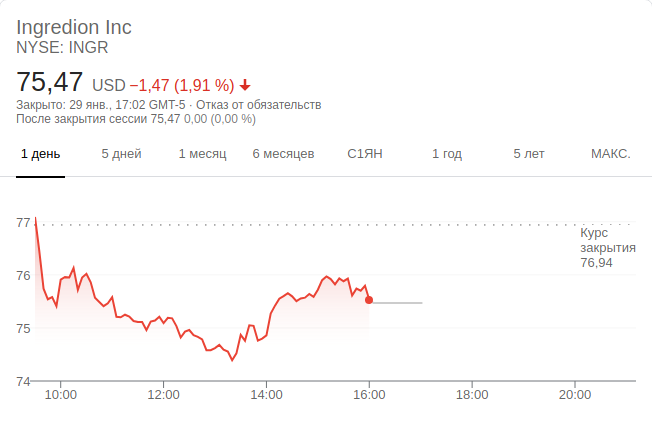 Ingredion Inc
NYSE: INGR
75,47 USD −1,47 (1,91 %)
Закрыто: 29 янв., 17:02 GMT-5 · Отказ от обязательств
После закрытия сессии 75,47 0,00 (0,00 %)
1 день 5 дней 1 месяц 6 месяцев С1ЯН 1 год 5 лет МАКС.
77
Курс
закрытия
76,94
76
75
74
10:00 12:00 14:00 16:00 18:00 20:00